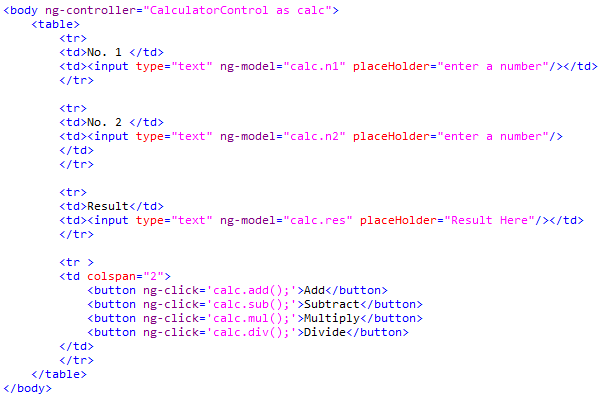 <body ng-controller="CalculatorControl as calc">
    <table>
        <tr>
        <td>No. 1 </td>
        <td><input type="text" ng-model="calc.n1" placeHolder="enter a number"/></td>
        </tr>

        <tr>
        <td>No. 2 </td>
        <td><input type="text" ng-model="calc.n2" placeHolder="enter a number"/>
        </td>
        </tr>

        <tr>
        <td>Result</td>
        <td><input type="text" ng-model="calc.res" placeHolder="Result Here"/></td>
        </tr>

        <tr >
        <td colspan="2">
            <button ng-click='calc.add();'>Add</button>
            <button ng-click='calc.sub();'>Subtract</button>
            <button ng-click='calc.mul();'>Multiply</button>
            <button ng-click='calc.div();'>Divide</button>
        </td>
        </tr>
    </table>
</body>